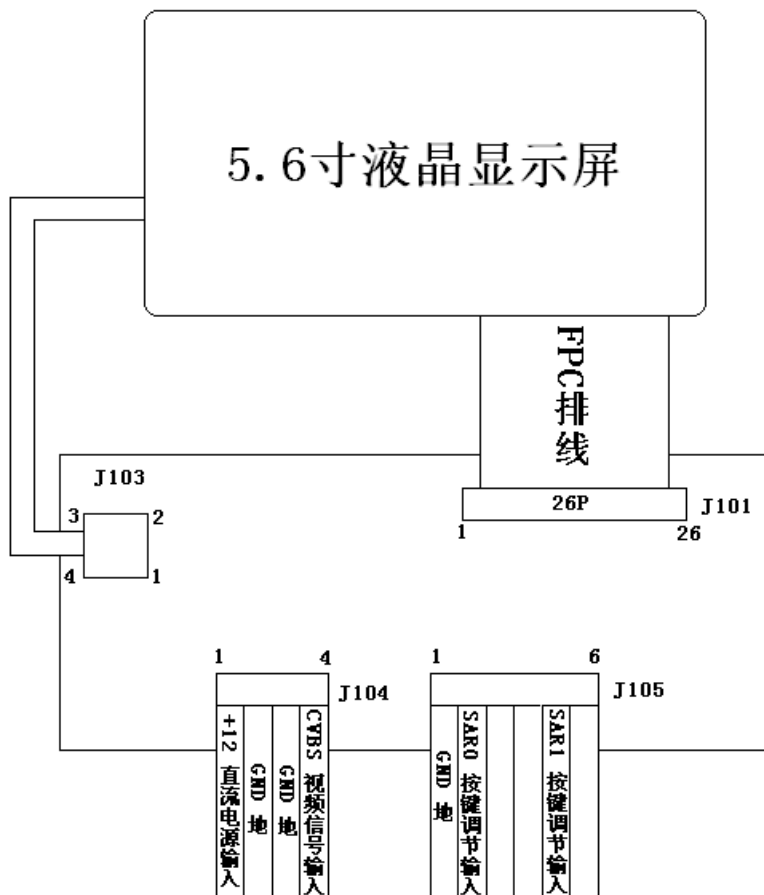 5.6寸液晶显示屏
FPC排线
J103
3
2
26P
J101
1
26
4
1
1
4
J104
1
6
J105
+12 直流电源输入
GND 地
GND 地
CVBS 视频信号输入
GND 地
SAR0 按键调节输入
SAR1 按键调节输入